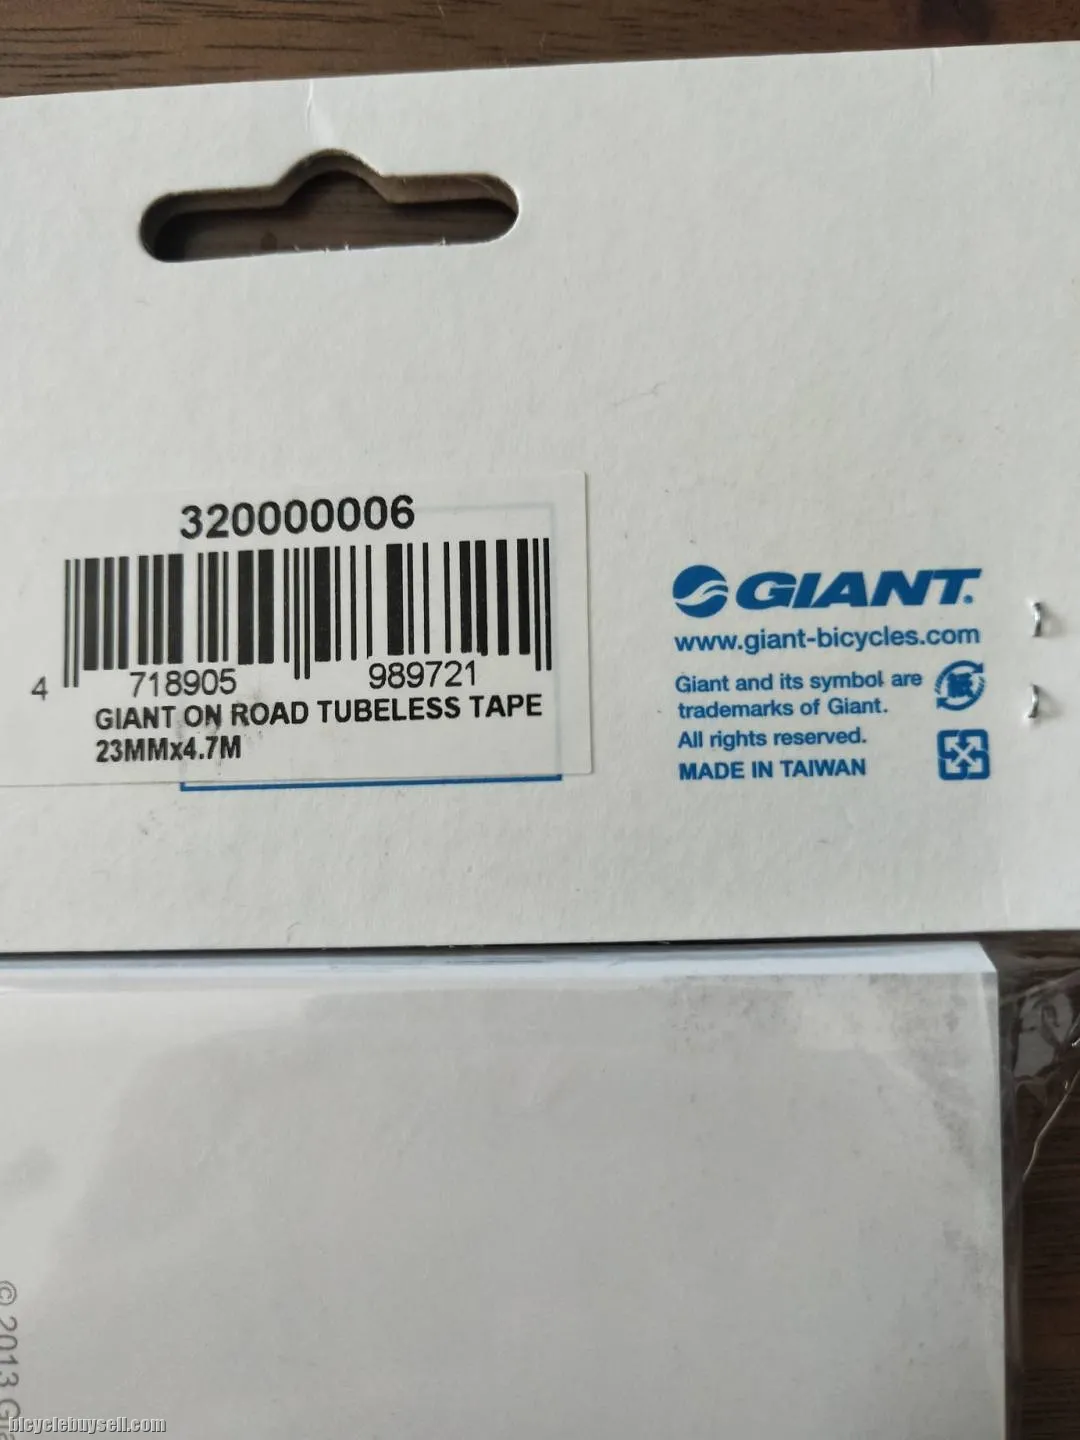 320000006
4 718905 989721
GIANT ON ROAD TUBELESS TAPE
23MMx4.7M
GIANT.
www.giant-bicycles.com
Giant and its symbol are
trademarks of Giant.
All rights reserved.
MADE IN TAIWAN
© 2013
bicyclebuysell.com